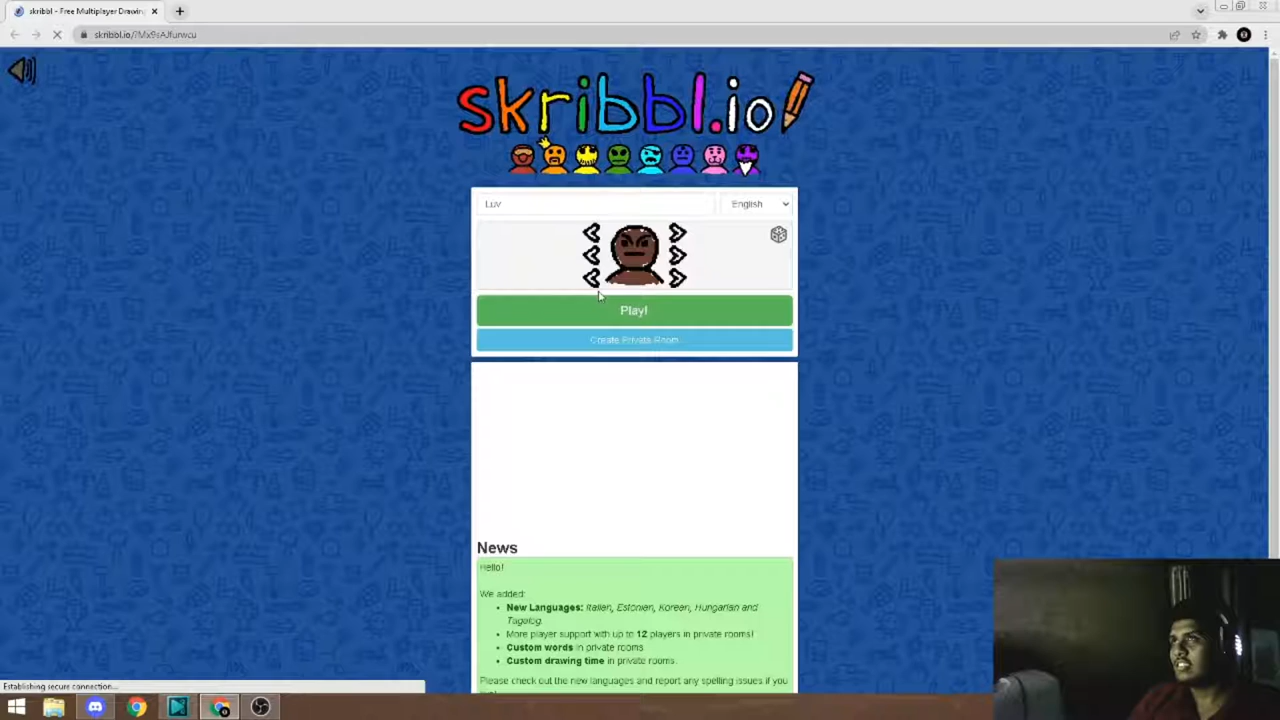 skribbl - Free Multiplayer Drawing
skribbl.io/?Mx9sAJfurwcu
skribbl.io
Luv
English
Play!
Create Private Room
News
Hello!
We added:
New Languages: Italian, Estonian, Korean, Hungarian and
Tagalog.
More player support with up to 12 players in private rooms!
Custom words in private rooms
Custom drawing time in private rooms.
Please check out the new languages and report any spelling issues if you
Establishing secure connection...